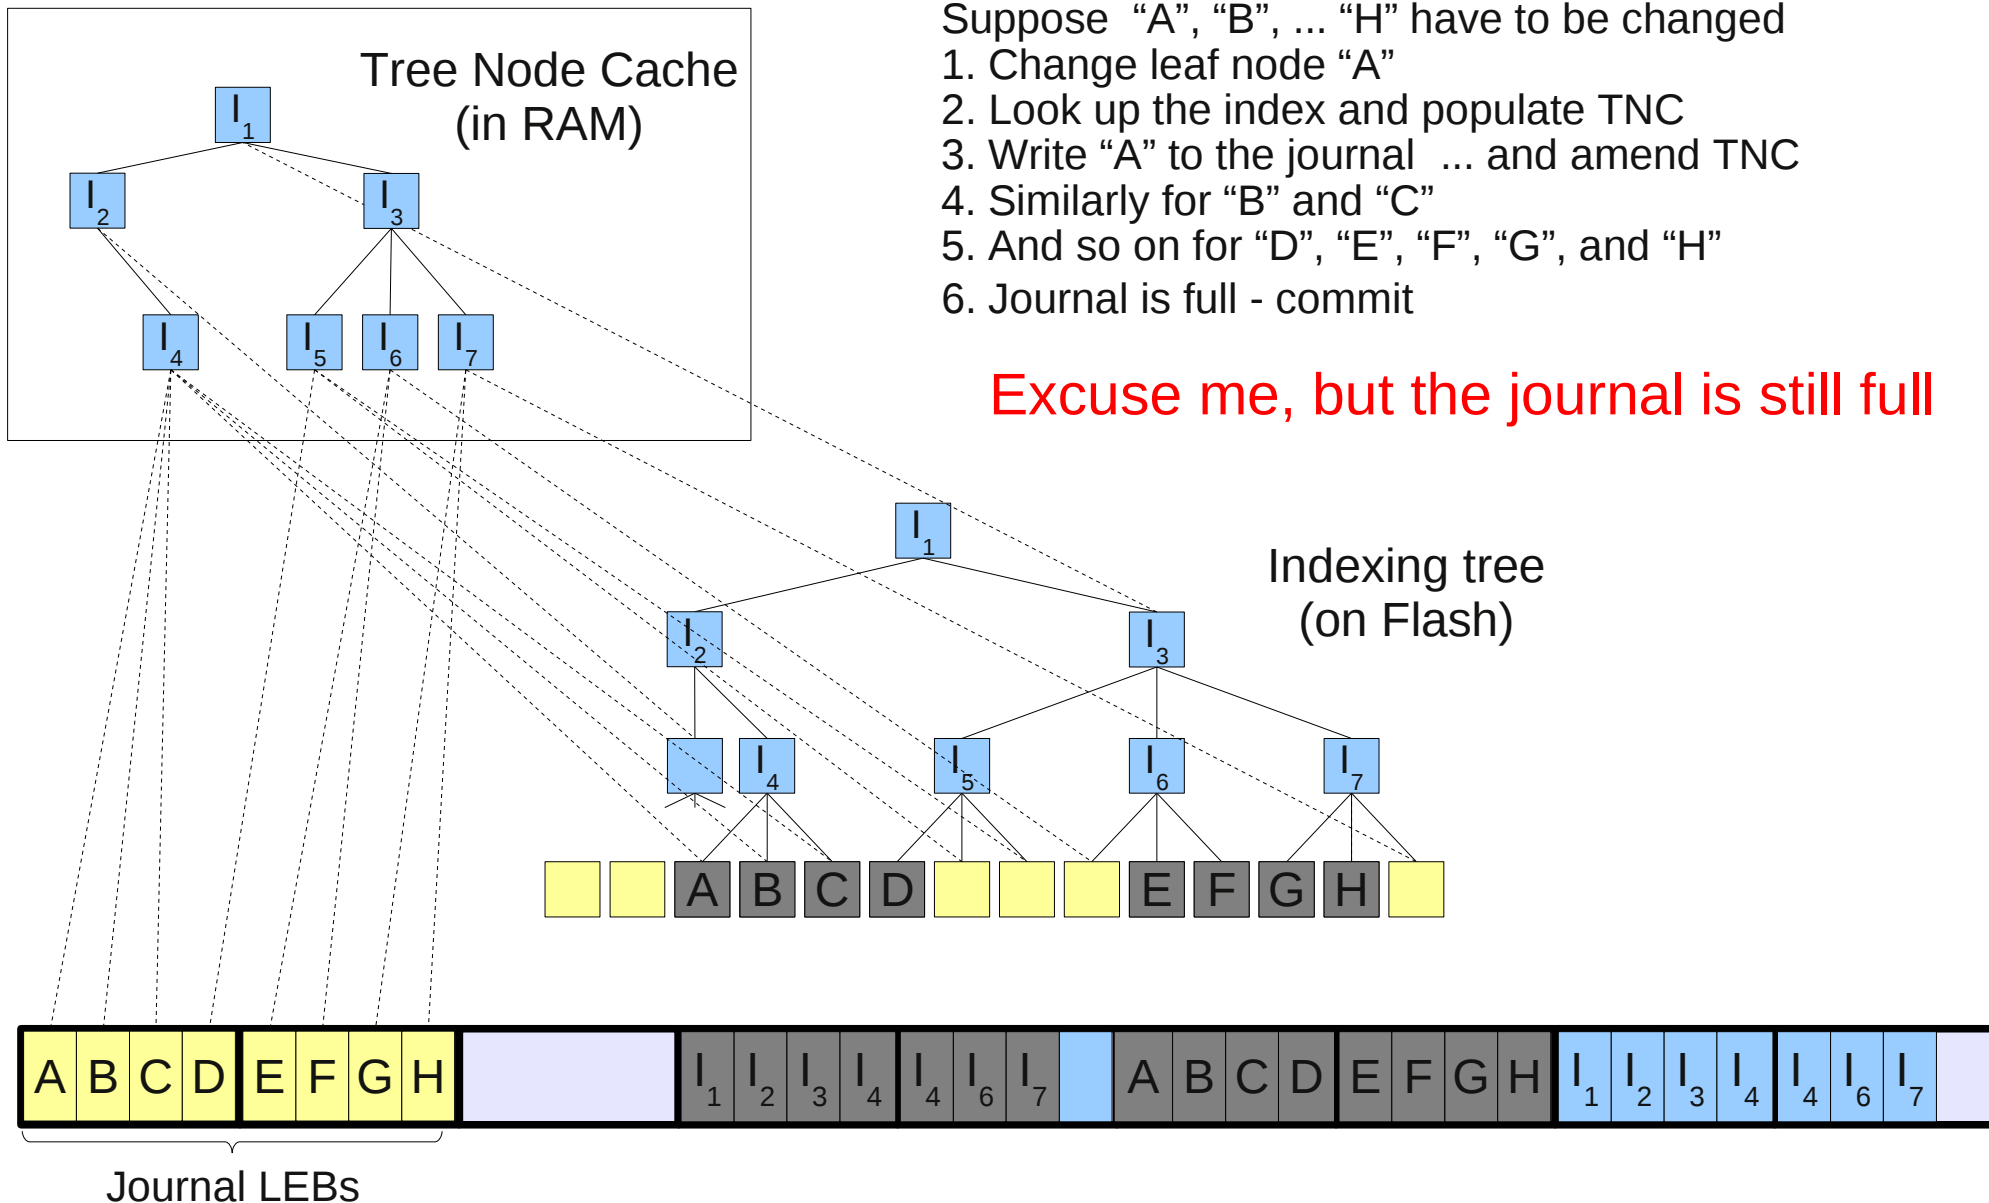 Suppose “A”, “B”, ... “H” have to be changed
1. Change leaf node “A”
2. Look up the index and populate TNC
3. Write “A” to the journal ... and amend TNC
4. Similarly for “B” and “C”
5. And so on for “D”, “E”, “F”, “G”, and “H”
6. Journal is full - commit
Excuse me, but the journal is still full
Tree Node Cache
(in RAM)
I1
I2 I3
I4 I5 I6 I7
Indexing tree
(on Flash)
I1
I2 I3
I4 I5 I6 I7
A B C D E F G H
A B C D E F G H I1 I2 I3 I4 I4 I6 I7 A B C D E F G H I1 I2 I3 I4 I4 I6 I7
Journal LEBs